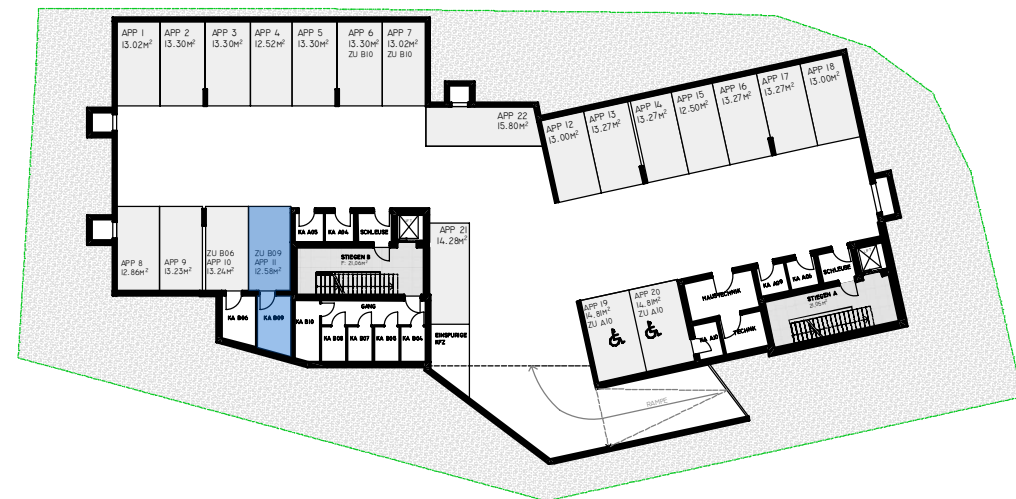 APP 1
13.02M²
APP 2
13.30M²
APP 3
13.30M²
APP 4
12.52M²
APP 5
13.30M²
APP 6
13.30M²
ZU B10
APP 7
13.02M²
ZU B10
APP 22
15.80M²
APP 12
13.00M²
APP 13
13.27M²
APP 14
13.27M²
APP 15
12.50M²
APP 16
13.27M²
APP 17
13.27M²
APP 18
13.00M²
APP 8
12.86M²
APP 9
13.23M²
ZU B06
APP 10
13.24M²
ZU B09
APP 11
12.58M²
KA A05
KA A04
SCHLEUSE
STIEGEN B
F: 21.06m²
APP 21
14.28M²
KA B06
KA B09
KA B10
GANG
KA B08
KA B07
KA B05
KA B04
EINSPURIGE
KFZ
APP 19
14.81M²
ZU A10
APP 20
14.81M²
ZU A10
HAUSTECHNIK
KA A09
KA A06
SCHLEUSE
STIEGEN A
KA A10
TECHNIK
RAMPE